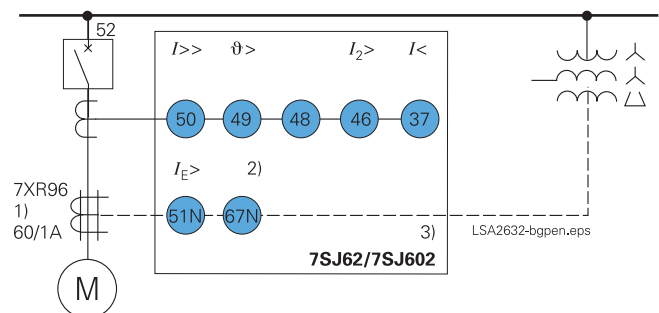 52
I>> ϑ> I₂> I<
50 49 48 46 37
I_E> 2)
7XR96
1)
60/1A
51N 67N
3)
LSA2632-bgpen.eps
7SJ62/7SJ602
M